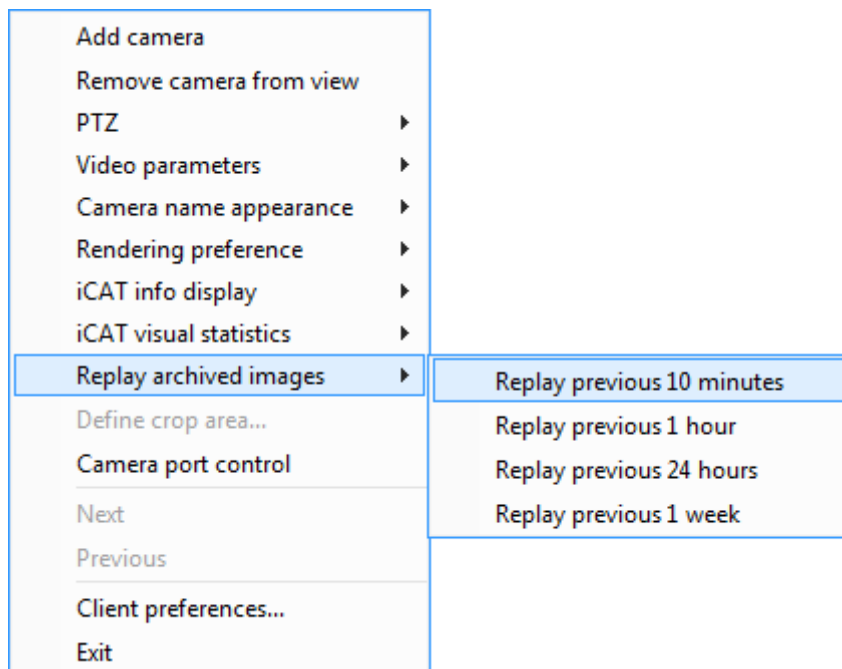 Add camera
Remove camera from view
PTZ
Video parameters
Camera name appearance
Rendering preference
iCAT info display
iCAT visual statistics
Replay archived images
Define crop area...
Camera port control
Next
Previous
Client preferences...
Exit
Replay previous 10 minutes
Replay previous 1 hour
Replay previous 24 hours
Replay previous 1 week